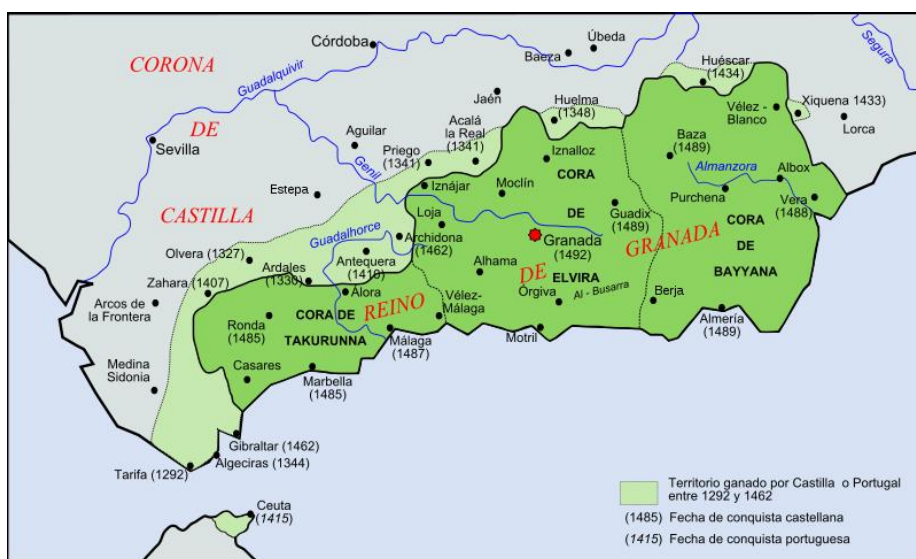 CORONA
DE
CASTILLA
Guadalquivir
Córdoba
Baeza
Úbeda
Segura
Huéscar
(1434)
Jaén
Huelma
(1348)
Vélez -
Blanco
Xiquena 1433)
Lorca
Sevilla
Aguilar
Genil
Priego
(1341)
Acalá
la Real
(1341)
Iznalloz
Baza
(1489)
Almanzora
Albox
Estepa
Iznájar
Moclín
CORA
DE
ELVIRA
Purchena
Vera
(1488)
Loja
Guadix
(1489)
Guadalhorce
Archidona
(1462)
Granada
(1492)
GRANADA
CORA
DE
BAYYANA
Olvera (1327)
Antequera
(1410)
Ardales
(1330)
Zahara (1407)
Alhama
DE
Álora
REINO
Vélez-
Málaga
Órgiva
Al - Busarra
Berja
Arcos de
la Frontera
Ronda
(1485)
CORA DE
TAKURUNNA
Málaga
(1487)
Motril
Almería
(1489)
Medina
Sidonia
Casares
Marbella
(1485)
Gibraltar (1462)
Algeciras (1344)
Tarifa (1292)
Ceuta
(1415)
Territorio ganado por Castilla o Portugal
entre 1292 y 1462
(1485) Fecha de conquista castellana
(1415) Fecha de conquista portuguesa